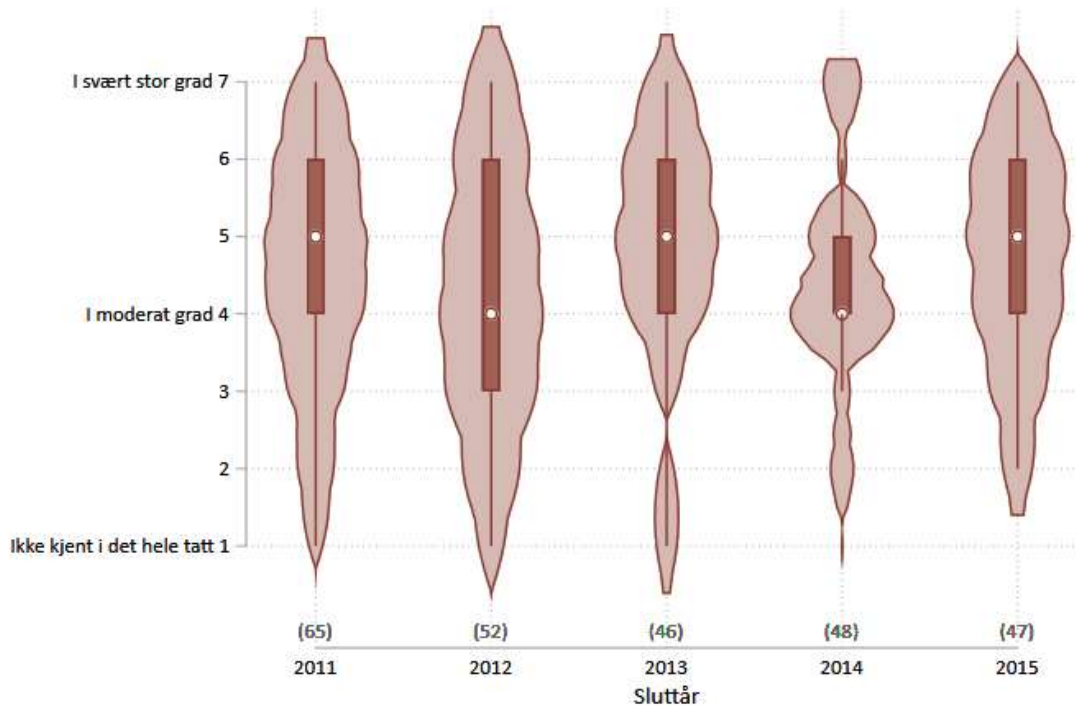 I svært stor grad 7
6
5
I moderat grad 4
3
2
Ikke kjent i det hele tatt 1
(65) (52) (46) (48) (47)
2011 2012 2013 2014 2015
Sluttår